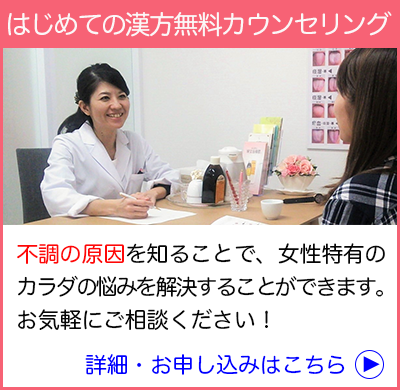 はじめての漢方無料カウンセリング
不調の原因を知ることで、女性特有の
カラダの悩みを解決することができます。
お気軽にご相談ください！
詳細・お申し込みはこちら